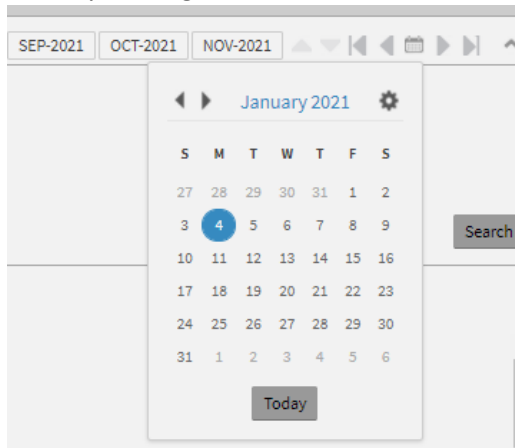 SEP-2021 OCT-2021 NOV-2021
January 2021
S M T W T F S
27 28 29 30 31 1 2
3 4 5 6 7 8 9
Search
10 11 12 13 14 15 16
17 18 19 20 21 22 23
24 25 26 27 28 29 30
31 1 2 3 4 5 6
Today